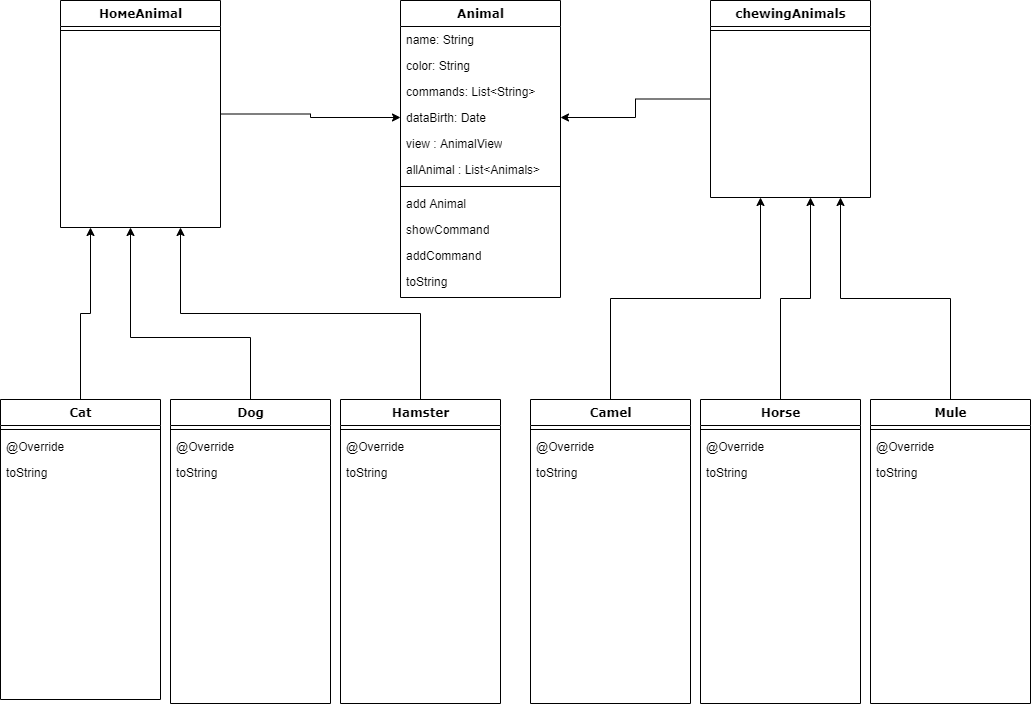 HoмeAnimal
Animal
name: String
color: String
commands: List<String>
dataBirth: Date
view : AnimalView
allAnimal : List<Animals>
add Animal
showCommand
addCommand
toString
chewingAnimals
Cat
@Override
toString
Dog
@Override
toString
Hamster
@Override
toString
Camel
@Override
toString
Horse
@Override
toString
Mule
@Override
toString